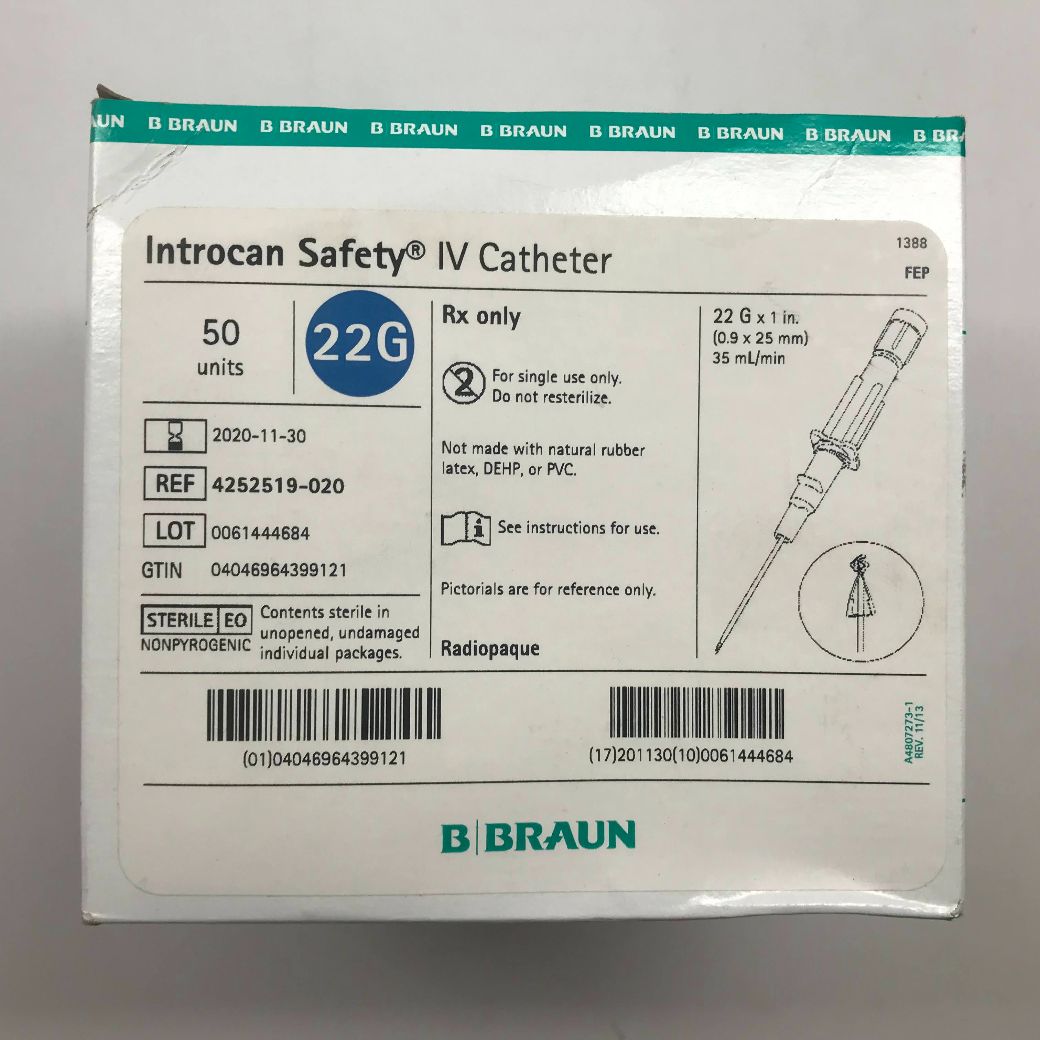 AUN B BRAUN B BRAUN B BRAUN B BRAUN B BRAUN B BRAUN B BRAUN B BRA
Introcan Safety® IV Catheter
1388
FEP
50
units
22G
2020-11-30
REF 4252519-020
LOT 0061444684
GTIN 04046964399121
STERILE EO
NONPYROGENIC
Contents sterile in
unopened, undamaged
individual packages.
Rx only
2
For single use only.
Do not resterilize.
Not made with natural rubber
latex, DEHP, or PVC.
i
See instructions for use.
Pictorials are for reference only.
Radiopaque
22 G x 1 in.
(0.9 x 25 mm)
35 mL/min
(01)04046964399121
(17)201130(10)0061444684
A4807273-1
REV. 11/13
B|BRAUN